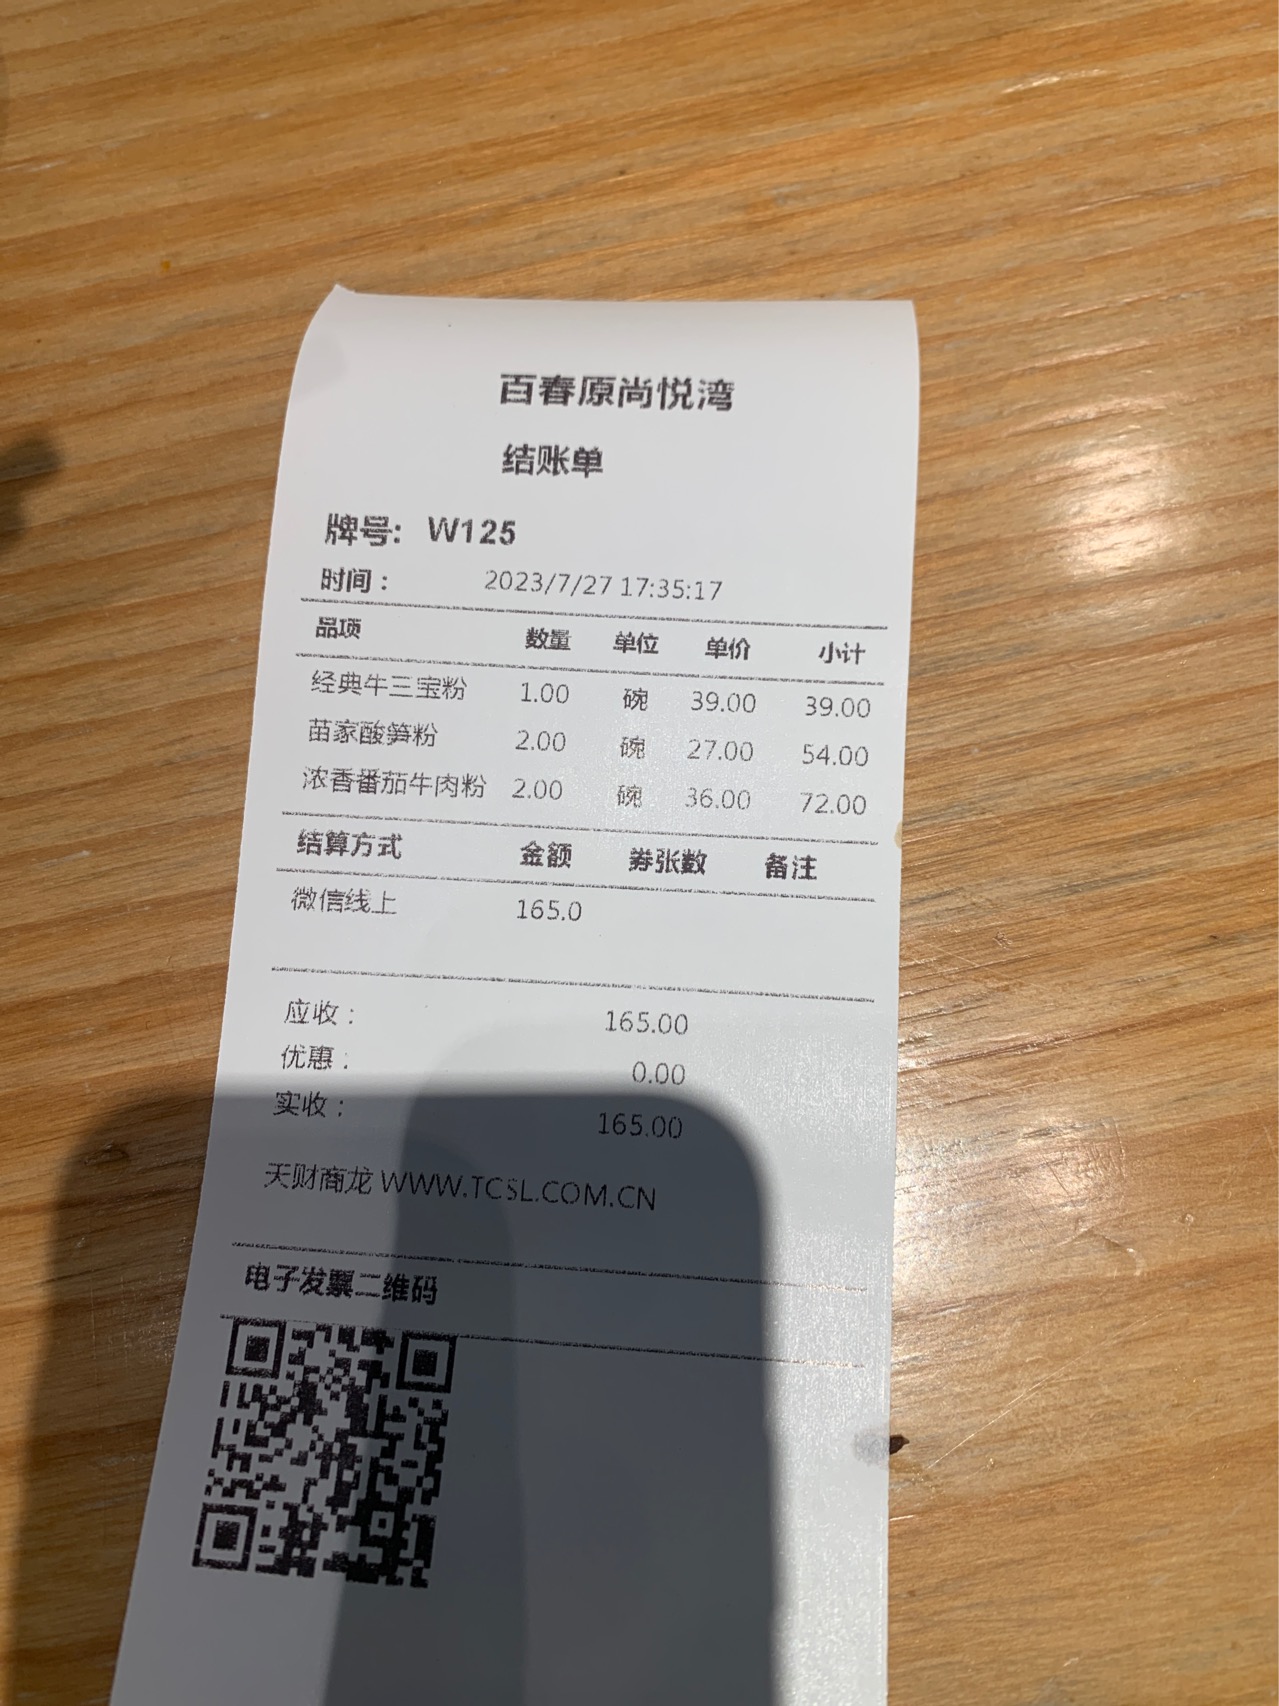 百春原尚悦湾
结账单
牌号: W125
时间: 2023/7/27 17:35:17
品项 数量 单位 单价 小计
经典牛三宝粉 1.00 碗 39.00 39.00
苗家酸笋粉 2.00 碗 27.00 54.00
浓香番茄牛肉粉 2.00 碗 36.00 72.00
结算方式 金额 券张数 备注
微信线上 165.0
应收: 165.00
优惠: 0.00
实收: 165.00
天财商龙 WWW.TCSL.COM.CN
电子发票二维码